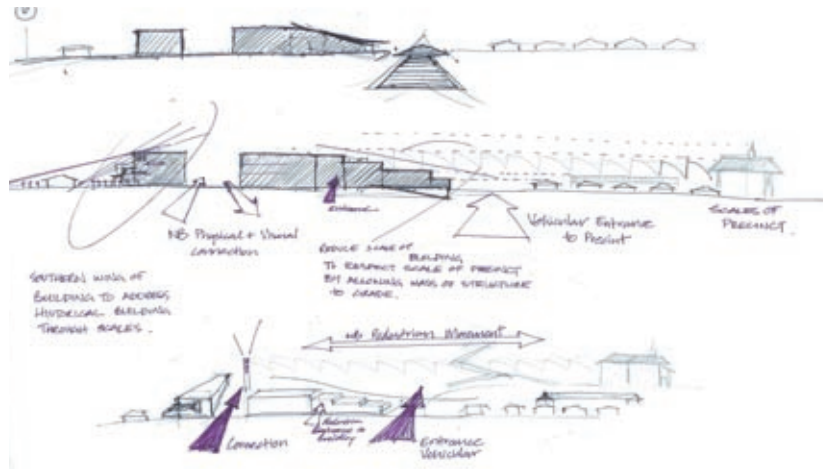 Entrance
NB Physical + Visual
connection
Vehicular Entrance
to Precinct
SCALES OF
PRECINCT.
REDUCE SCALE OF
BUILDING
TO RESPECT SCALE OF PRECINCT
BY ALLOWING MASS OF STRUCTURE
TO GRADE.
SOUTHERN WING OF
BUILDING TO ADDRESS
HISTORICAL BUILDING
THROUGH SCALES.
NB Pedestrian Movement
Connection
Entrance
Vehicular